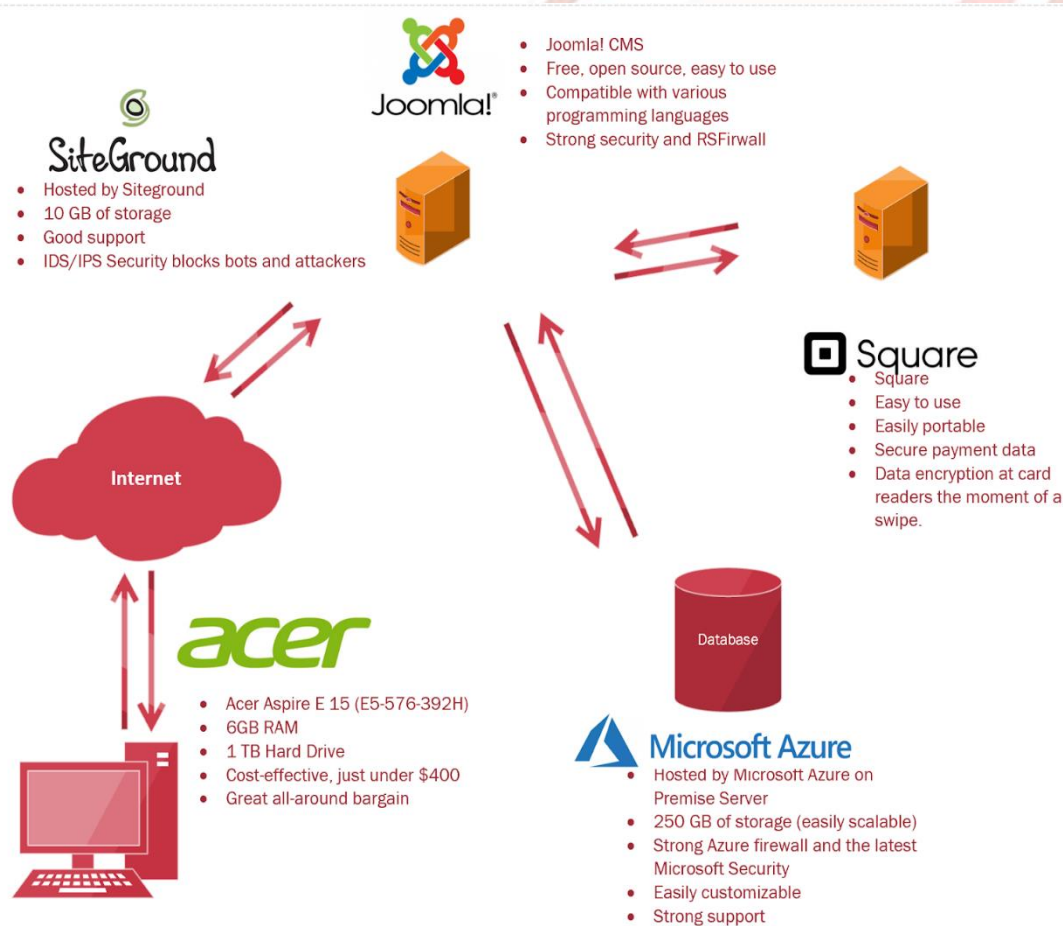 Joomla!®
Joomla! CMS
Free, open source, easy to use
Compatible with various
programming languages
Strong security and RSFirwall
SiteGround
Hosted by Siteground
10 GB of storage
Good support
IDS/IPS Security blocks bots and attackers
Square
Square
Easy to use
Easily portable
Secure payment data
Data encryption at card
readers the moment of a
swipe.
Internet
acer
Acer Aspire E 15 (E5-576-392H)
6GB RAM
1 TB Hard Drive
Cost-effective, just under $400
Great all-around bargain
Database
Microsoft Azure
Hosted by Microsoft Azure on
Premise Server
250 GB of storage (easily scalable)
Strong Azure firewall and the latest
Microsoft Security
Easily customizable
Strong support